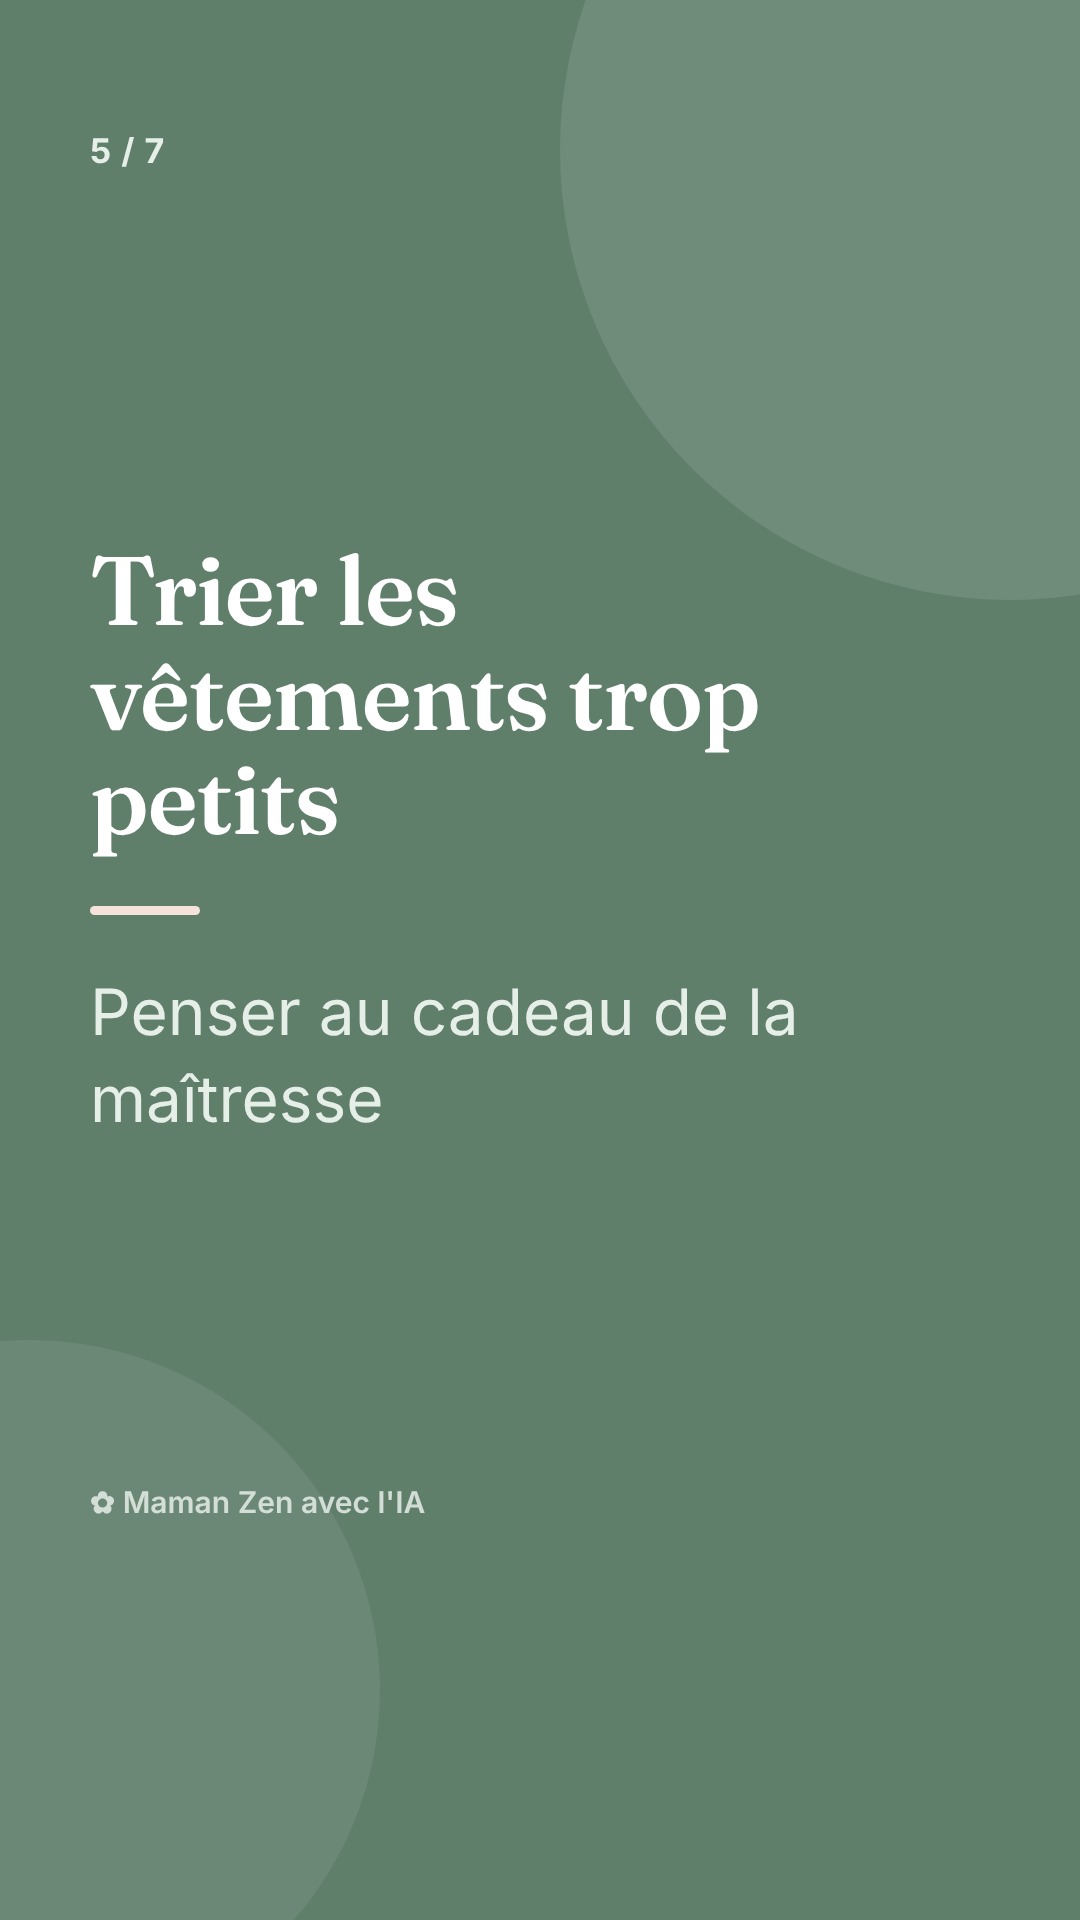 5 / 7
Trier les
vêtements trop
petits
Penser au cadeau de la
maîtresse
✿ Maman Zen avec l'IA